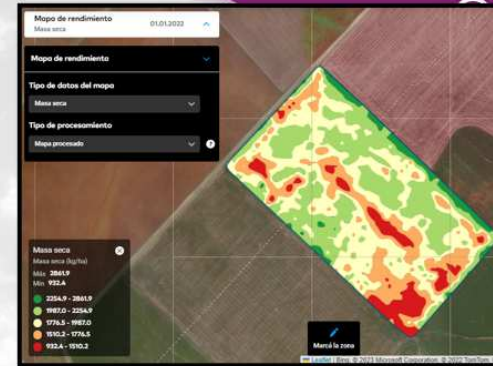 Mapa de rendimiento
01.01.2022
Masa seca
Mapa de rendimiento
Tipo de datos del mapa
Masa seca
Tipo de procesamiento
Mapa procesado
?
Masa seca
Masa seca (kg/ha)
Máx 2861.9
Mín 932.4
2254.9 - 2861.9
1987.0 - 2254.9
1776.5 - 1987.0
1510.2 - 1776.5
932.4 - 1510.2
Marcá la zona
Leaflet | Bing, © 2023 Microsoft Corporation, © 2022 TomTom